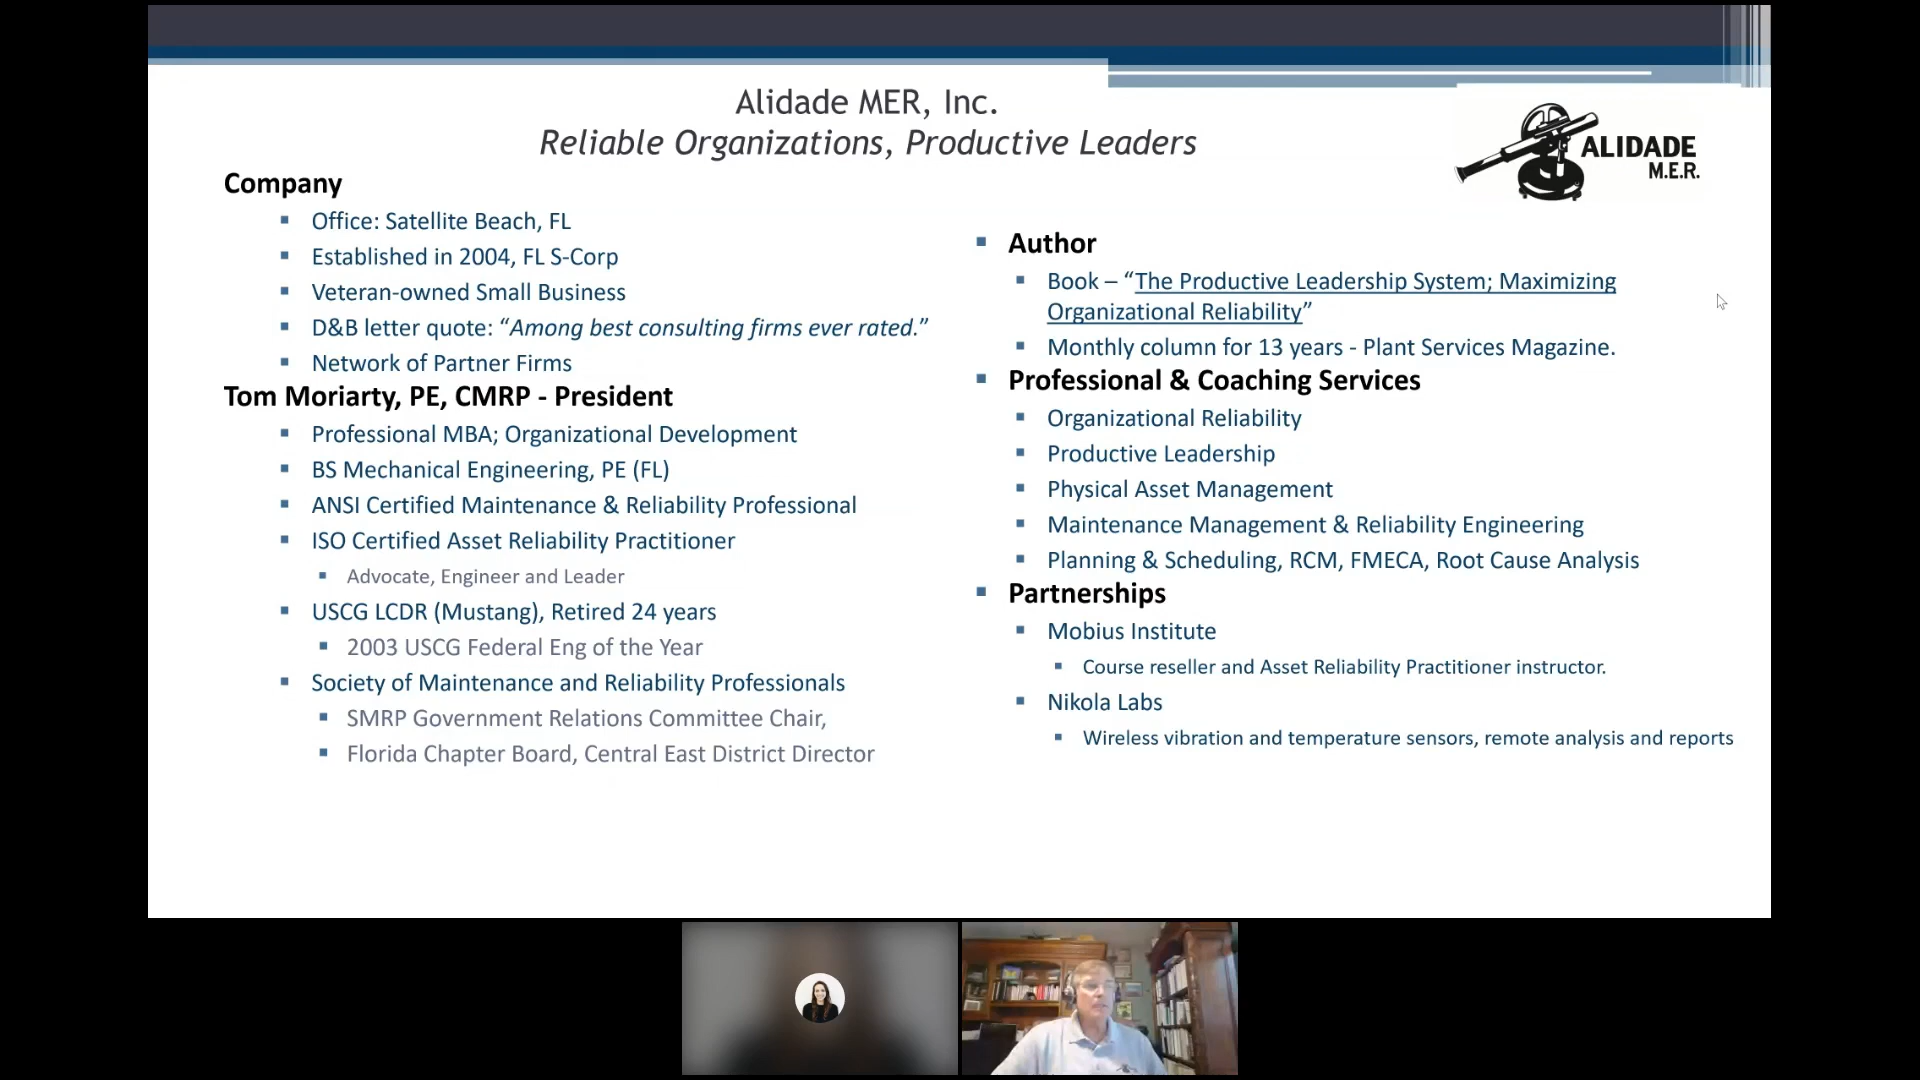 Alidade MER, Inc.
Reliable Organizations, Productive Leaders
ALIDADE
M.E.R.
Company
Office: Satellite Beach, FL
Established in 2004, FL S-Corp
Veteran-owned Small Business
D&B letter quote: “Among best consulting firms ever rated.”
Network of Partner Firms
Tom Moriarty, PE, CMRP - President
Professional MBA; Organizational Development
BS Mechanical Engineering, PE (FL)
ANSI Certified Maintenance & Reliability Professional
ISO Certified Asset Reliability Practitioner
Advocate, Engineer and Leader
USCG LCDR (Mustang), Retired 24 years
2003 USCG Federal Eng of the Year
Society of Maintenance and Reliability Professionals
SMRP Government Relations Committee Chair,
Florida Chapter Board, Central East District Director
Author
Book – “The Productive Leadership System; Maximizing
Organizational Reliability”
Monthly column for 13 years - Plant Services Magazine.
Professional & Coaching Services
Organizational Reliability
Productive Leadership
Physical Asset Management
Maintenance Management & Reliability Engineering
Planning & Scheduling, RCM, FMECA, Root Cause Analysis
Partnerships
Mobius Institute
Course reseller and Asset Reliability Practitioner instructor.
Nikola Labs
Wireless vibration and temperature sensors, remote analysis and reports